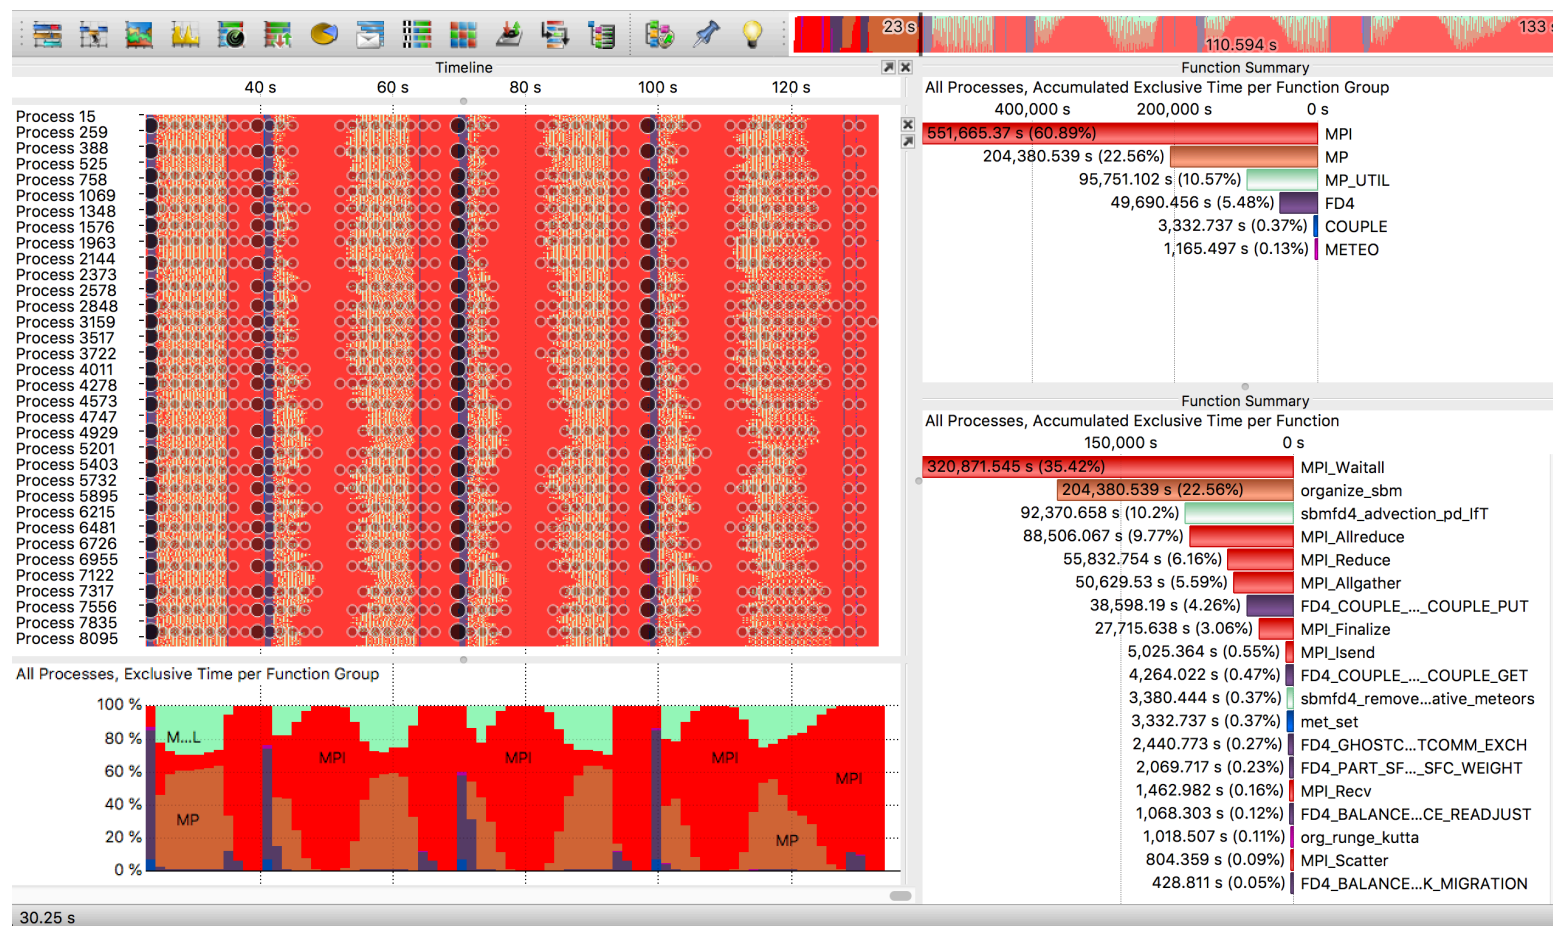 23 s
110.594 s
133 s
Timeline
40 s 60 s 80 s 100 s 120 s
Process 15
Process 259
Process 388
Process 525
Process 758
Process 1069
Process 1348
Process 1576
Process 1963
Process 2144
Process 2373
Process 2578
Process 2848
Process 3159
Process 3517
Process 3722
Process 4011
Process 4278
Process 4573
Process 4747
Process 4929
Process 5201
Process 5403
Process 5732
Process 5895
Process 6215
Process 6481
Process 6726
Process 6955
Process 7122
Process 7317
Process 7556
Process 7835
Process 8095
All Processes, Exclusive Time per Function Group
100 %
80 %
60 %
40 %
20 %
0 %
M...L
MP
MPI
MPI
MPI
MPI
MP
Function Summary
All Processes, Accumulated Exclusive Time per Function Group
400,000 s 200,000 s 0 s
551,665.37 s (60.89%) MPI
204,380.539 s (22.56%) MP
95,751.102 s (10.57%) MP_UTIL
49,690.456 s (5.48%) FD4
3,332.737 s (0.37%) COUPLE
1,165.497 s (0.13%) METEO
Function Summary
All Processes, Accumulated Exclusive Time per Function
150,000 s 0 s
320,871.545 s (35.42%) MPI_Waitall
204,380.539 s (22.56%) organize_sbm
92,370.658 s (10.2%) sbmfd4_advection_pd_lfT
88,506.067 s (9.77%) MPI_Allreduce
55,832.754 s (6.16%) MPI_Reduce
50,629.53 s (5.59%) MPI_Allgather
38,598.19 s (4.26%) FD4_COUPLE_..._COUPLE_PUT
27,715.638 s (3.06%) MPI_Finalize
5,025.364 s (0.55%) MPI_Isend
4,264.022 s (0.47%) FD4_COUPLE_..._COUPLE_GET
3,380.444 s (0.37%) sbmfd4_remove...ative_meteors
3,332.737 s (0.37%) met_set
2,440.773 s (0.27%) FD4_GHOSTC...TCOMM_EXCH
2,069.717 s (0.23%) FD4_PART_SF..._SFC_WEIGHT
1,462.982 s (0.16%) MPI_Recv
1,068.303 s (0.12%) FD4_BALANCE...CE_READJUST
1,018.507 s (0.11%) org_runge_kutta
804.359 s (0.09%) MPI_Scatter
428.811 s (0.05%) FD4_BALANCE...K_MIGRATION
30.25 s